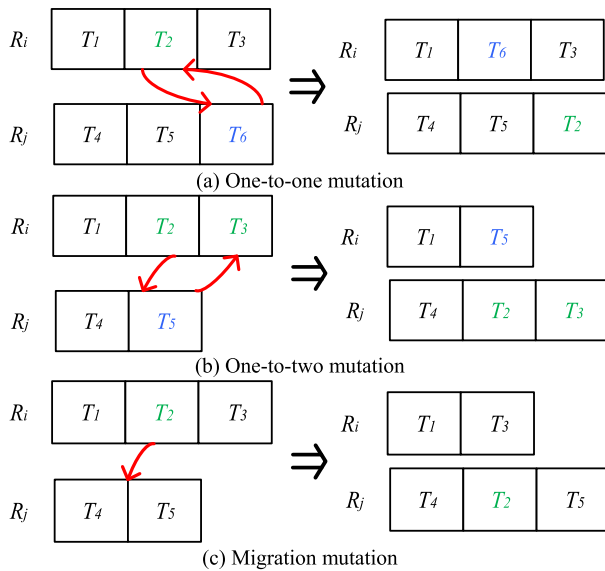 Ri T1 T2 T3
Rj T4 T5 T6
Ri T1 T6 T3
Rj T4 T5 T2
(a) One-to-one mutation
Ri T1 T2 T3
Rj T4 T5
Ri T1 T5
Rj T4 T2 T3
(b) One-to-two mutation
Ri T1 T2 T3
Rj T4 T5
Ri T1 T3
Rj T4 T2 T5
(c) Migration mutation